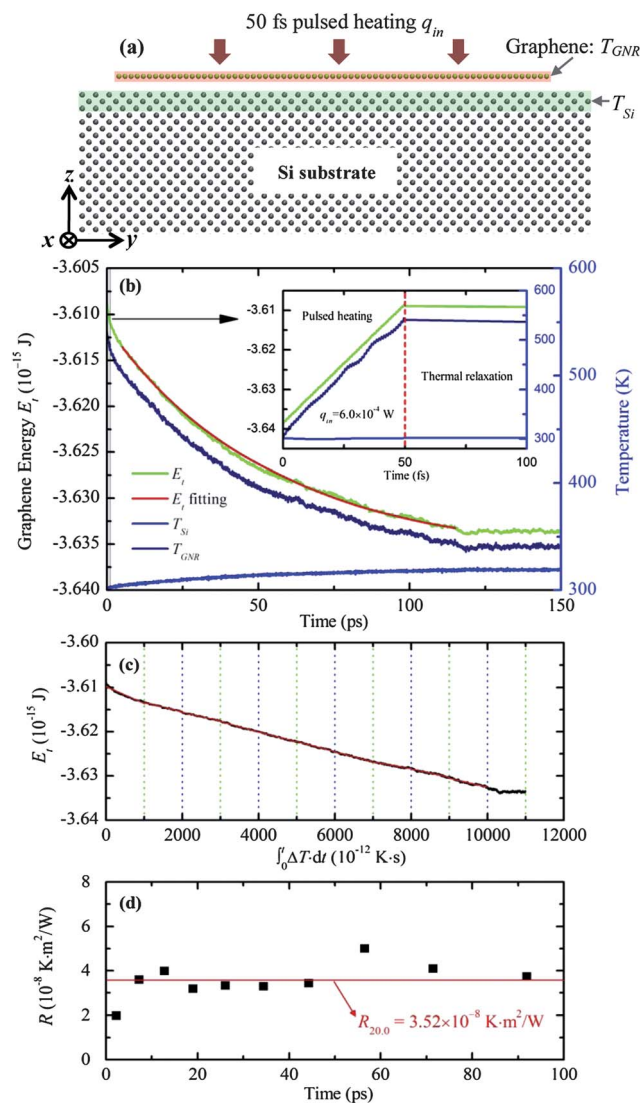 50 fs pulsed heating q_in
(a)
Graphene: T_GNR
T_Si
Si substrate
z
x
y
(b)
-3.605
-3.610
-3.615
-3.620
-3.625
-3.630
-3.635
-3.640
Graphene Energy E_t (10^-15 J)
600
500
400
300
Temperature (K)
0
50
100
150
Time (ps)
E_t
E_t fitting
T_Si
T_GNR
Pulsed heating
Thermal relaxation
q_in=6.0×10^-4 W
-3.61
-3.62
-3.63
-3.64
600
500
400
300
0
50
100
Time (fs)
(c)
-3.60
-3.61
-3.62
-3.63
-3.64
E_t (10^-15 J)
0
2000
4000
6000
8000
10000
12000
∫_0^t ΔT·dt (10^-12 K·s)
(d)
8
6
4
2
0
R (10^-8 K·m^2/W)
R_20.0 = 3.52×10^-8 K·m^2/W
0
20
40
60
80
100
Time (ps)